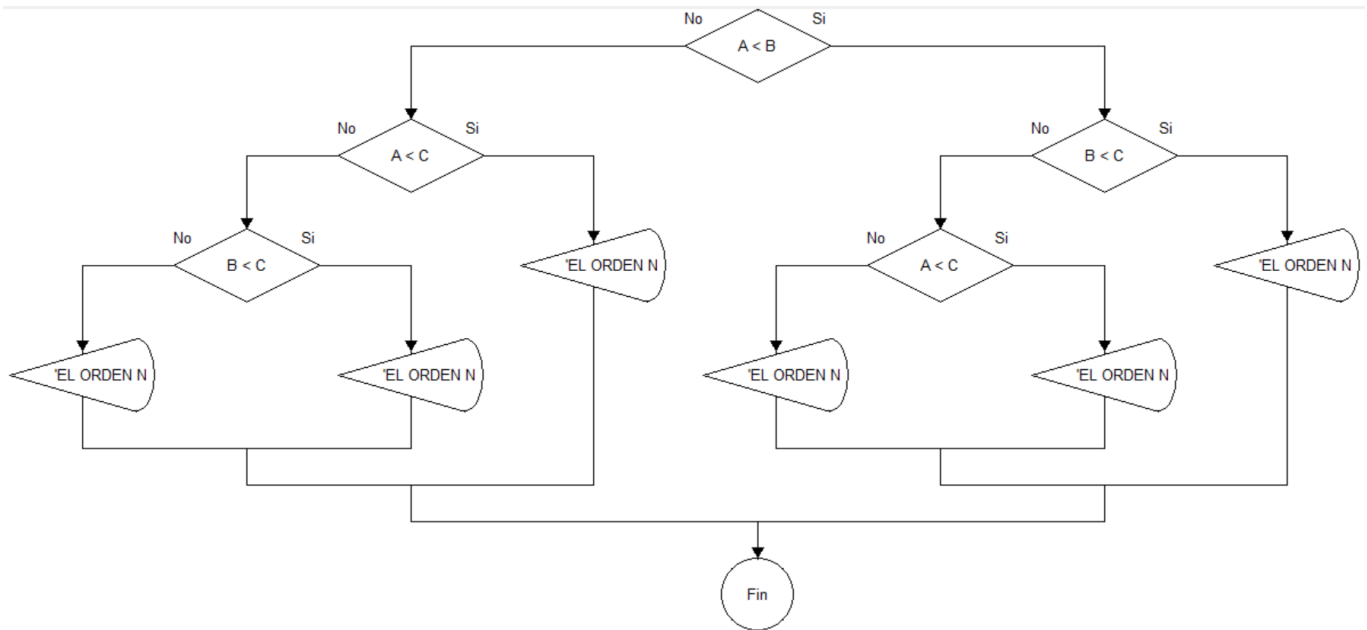 No
Si
A < B
No
Si
A < C
No
Si
B < C
No
Si
B < C
'EL ORDEN N
No
Si
A < C
'EL ORDEN N
'EL ORDEN N
'EL ORDEN N
'EL ORDEN N
'EL ORDEN N
Fin